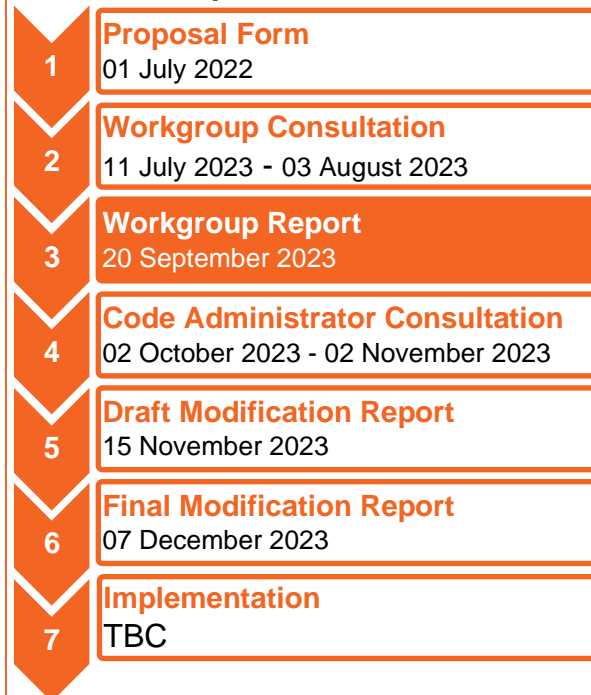 Proposal Form
1
01 July 2022
Workgroup Consultation
2
11 July 2023 - 03 August 2023
Workgroup Report
3
20 September 2023
Code Administrator Consultation
4
02 October 2023 - 02 November 2023
Draft Modification Report
5
15 November 2023
Final Modification Report
6
07 December 2023
Implementation
7
TBC